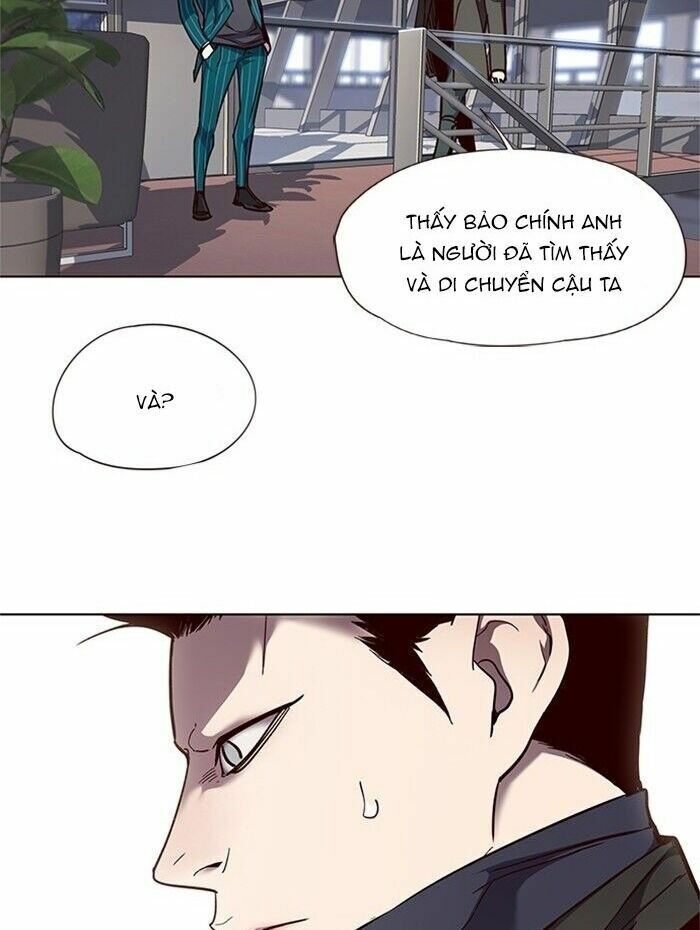 THẤY BẢO CHÍNH ANH
LÀ NGƯỜI ĐÃ TÌM THẤY
VÀ DI CHUYỂN CẬU TA
VÀ?